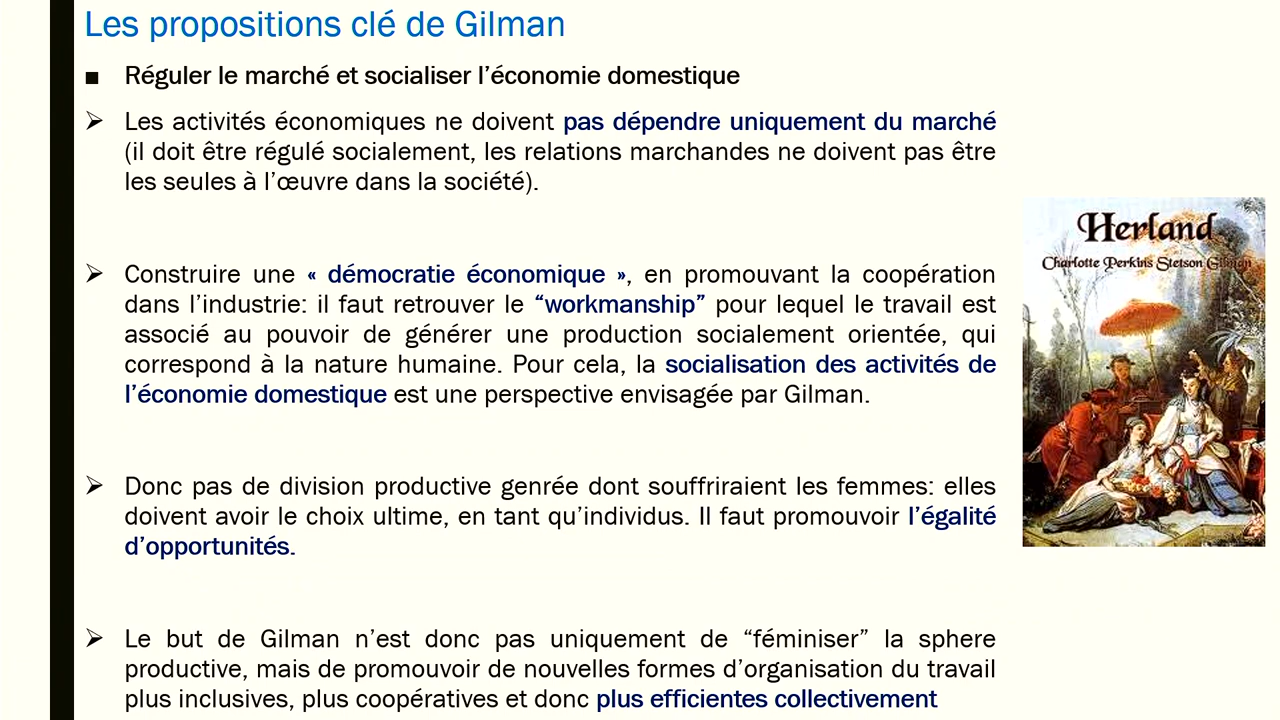 Les propositions clé de Gilman
■ Réguler le marché et socialiser l’économie domestique
➢ Les activités économiques ne doivent pas dépendre uniquement du marché
(il doit être régulé socialement, les relations marchandes ne doivent pas être
les seules à l’œuvre dans la société).
➢ Construire une « démocratie économique », en promouvant la coopération
dans l’industrie: il faut retrouver le “workmanship” pour lequel le travail est
associé au pouvoir de générer une production socialement orientée, qui
correspond à la nature humaine. Pour cela, la socialisation des activités de
l’économie domestique est une perspective envisagée par Gilman.
➢ Donc pas de division productive genrée dont souffriraient les femmes: elles
doivent avoir le choix ultime, en tant qu’individus. Il faut promouvoir l’égalité
d’opportunités.
➢ Le but de Gilman n’est donc pas uniquement de “féminiser” la sphere
productive, mais de promouvoir de nouvelles formes d’organisation du travail
plus inclusives, plus coopératives et donc plus efficientes collectivement
Herland
Charlotte Perkins Stetson Gilman